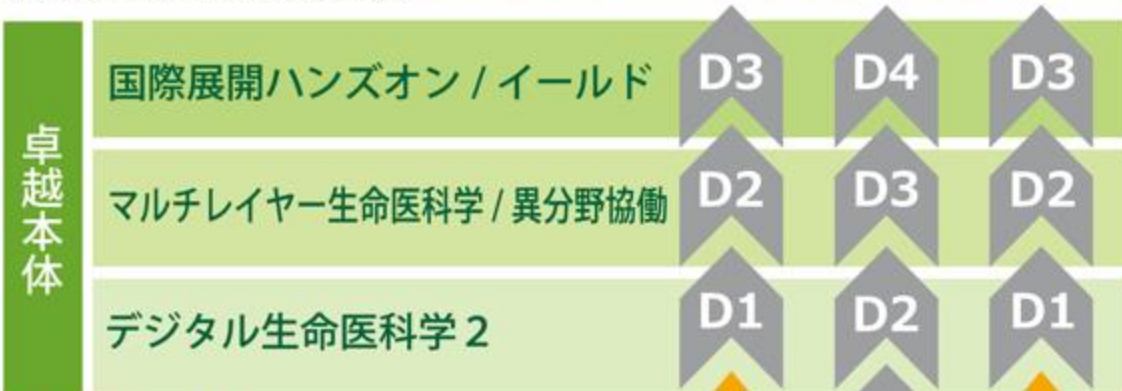 卓越本体
国際展開ハンズオン / イールド D3 D4 D3
マルチレイヤー生命医科学 / 異分野協働 D2 D3 D2
デジタル生命医科学２ D1 D2 D1